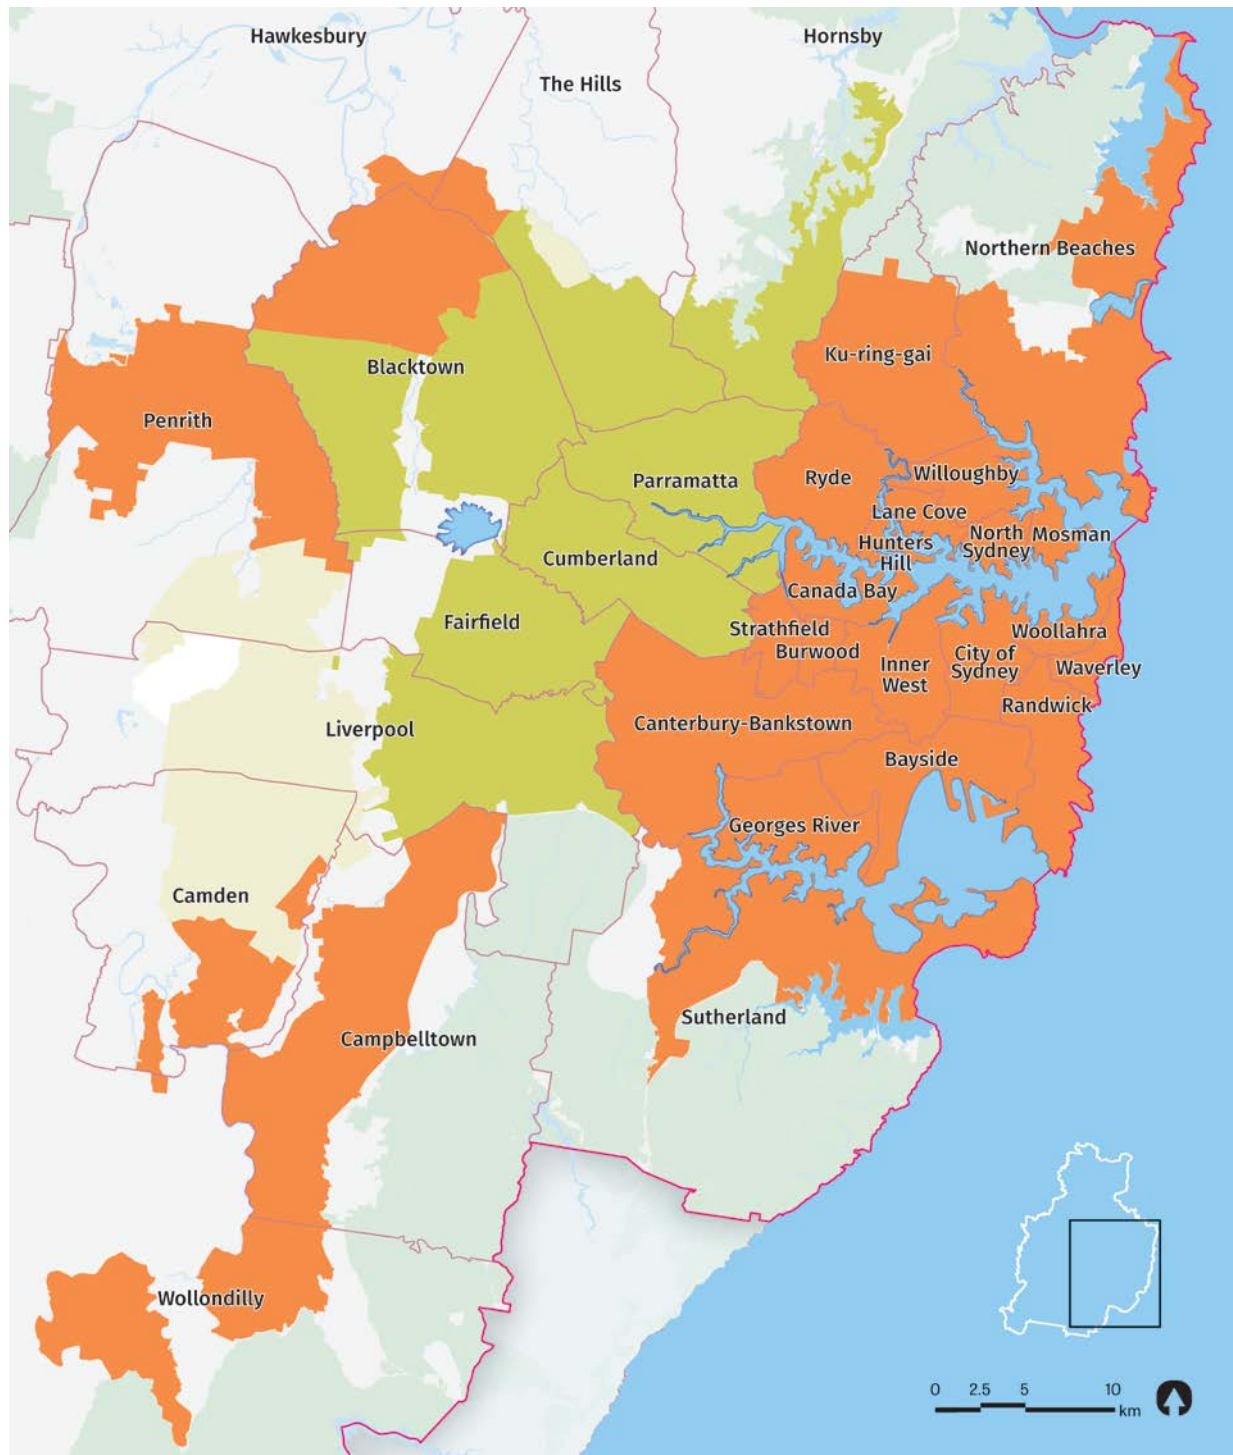 Hawkesbury
Hornsby
The Hills
Northern Beaches
Ku-ring-gai
Blacktown
Penrith
Parramatta
Ryde
Willoughby
Lane Cove
North
Sydney
Mosman
Hunters
Hill
Cumberland
Canada Bay
Fairfield
Strathfield
Burwood
Woollahra
Inner
West
City of
Sydney
Waverley
Randwick
Liverpool
Canterbury-Bankstown
Bayside
Georges River
Camden
Sutherland
Campbelltown
Wollondilly
0 2.5 5 10
km